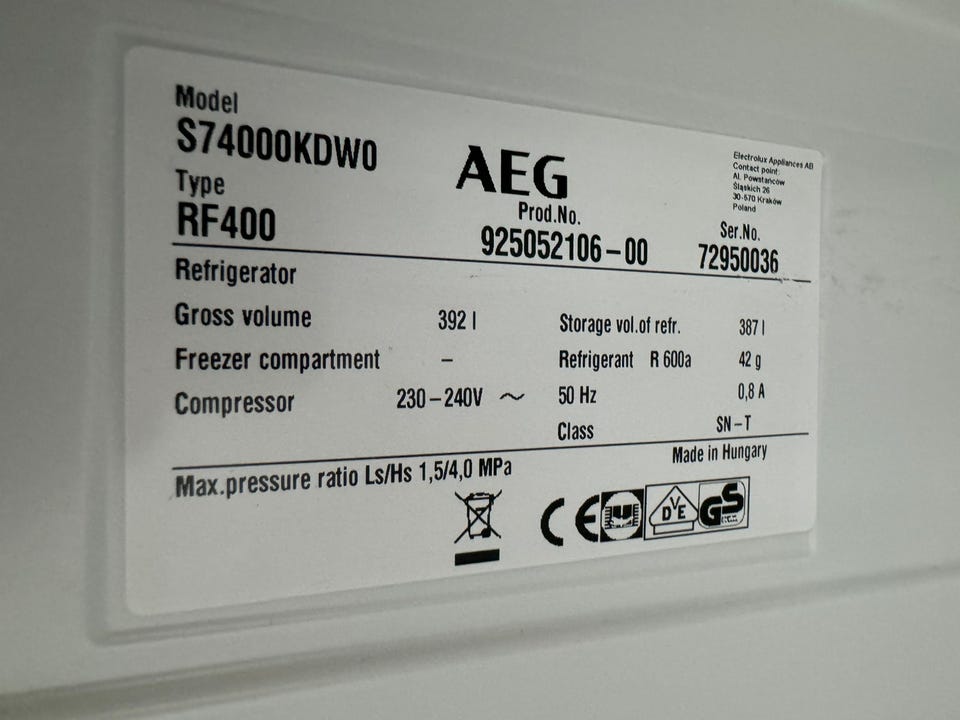 Model
S74000KDW0
Type
RF400
AEG
Prod.No.
925052106-00
Electrolux Appliances AB
Contact point:
Al. Powstańców
Śląskich 26
30-570 Kraków
Poland
Ser.No.
72950036
Refrigerator
Gross volume 392 l Storage vol.of refr. 387 l
Freezer compartment – Refrigerant R 600a 42 g
Compressor 230–240V ~ 50 Hz 0,8 A
Class SN–T
Max.pressure ratio Ls/Hs 1,5/4,0 MPa Made in Hungary
CE
DVE
GS